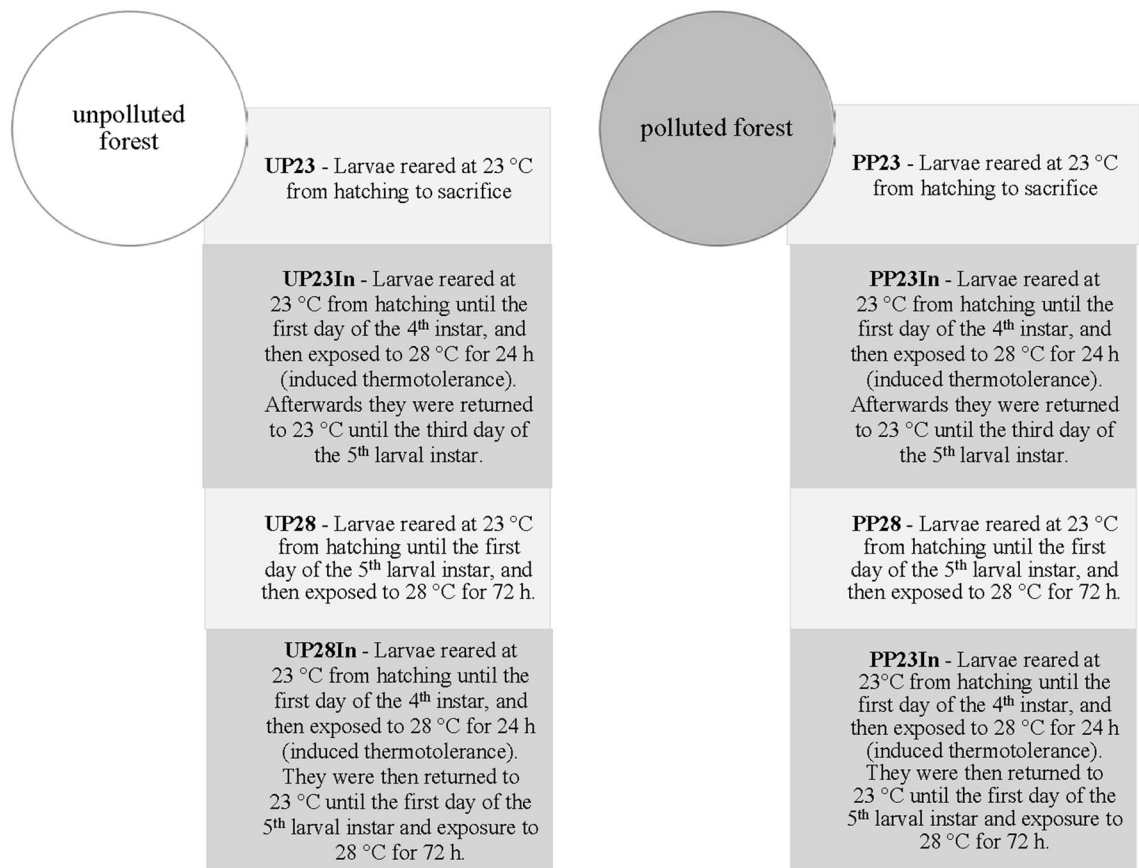 unpolluted
forest
UP23 - Larvae reared at 23 °C
from hatching to sacrifice
UP23In - Larvae reared at
23 °C from hatching until the
first day of the 4th instar, and
then exposed to 28 °C for 24 h
(induced thermotolerance).
Afterwards they were returned
to 23 °C until the third day of
the 5th larval instar.
UP28 - Larvae reared at 23 °C
from hatching until the first
day of the 5th larval instar, and
then exposed to 28 °C for 72 h.
UP28In - Larvae reared at
23 °C from hatching until the
first day of the 4th instar, and
then exposed to 28 °C for 24 h
(induced thermotolerance).
They were then returned to
23 °C until the first day of the
5th larval instar and exposure to
28 °C for 72 h.
polluted forest
PP23 - Larvae reared at 23 °C
from hatching to sacrifice
PP23In - Larvae reared at
23 °C from hatching until the
first day of the 4th instar, and
then exposed to 28 °C for 24 h
(induced thermotolerance).
Afterwards they were returned
to 23 °C until the third day of
the 5th larval instar.
PP28 - Larvae reared at 23 °C
from hatching until the first
day of the 5th larval instar, and
then exposed to 28 °C for 72 h.
PP23In - Larvae reared at
23°C from hatching until the
first day of the 4th instar, and
then exposed to 28 °C for 24 h
(induced thermotolerance).
They were then returned to
23 °C until the first day of the
5th larval instar and exposure to
28 °C for 72 h.